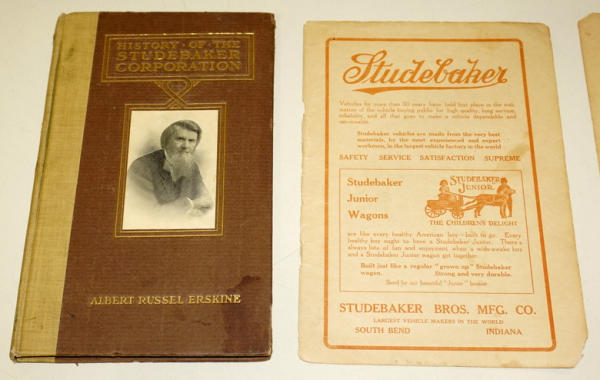 HISTORY · OF · THE
STUDEBAKER
CORPORATION
ALBERT RUSSEL ERSKINE
Studebaker
Vehicles for more than 50 years have held first place in the esti-
mation of the vehicle buying public for high quality, long service,
reliability, and all that goes to make a vehicle dependable and
serviceable.
Studebaker vehicles are made from the very best
materials, by the most experienced and expert
workmen, in the largest vehicle factory in the world
SAFETY SERVICE SATISFACTION SUPREME
Studebaker
Junior
Wagons
STUDEBAKER
JUNIOR
THE CHILDREN'S DELIGHT
are like every healthy American boy—built to go. Every
healthy boy ought to have a Studebaker Junior. There's
always lots of fun and enjoyment when a wide-awake boy
and a Studebaker Junior wagon get together.
Built just like a regular "grown up" Studebaker
wagon. Strong and very durable.
Send for our beautiful "Junior" booklet
STUDEBAKER BROS. MFG. CO.
LARGEST VEHICLE MAKERS IN THE WORLD
SOUTH BEND INDIANA